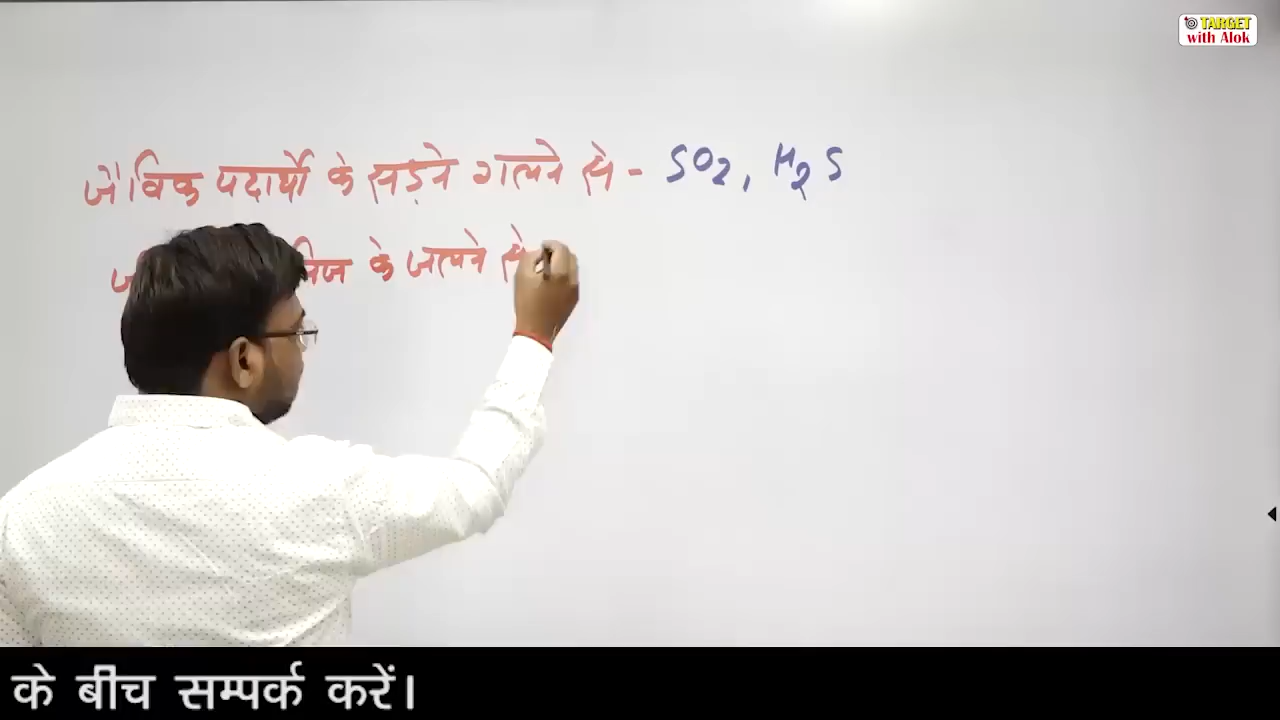 TARGET
with Alok
जैविक पदार्थो के सड़ने गलने से - SO2, H2S
के जलने से
के बीच सम्पर्क करें।